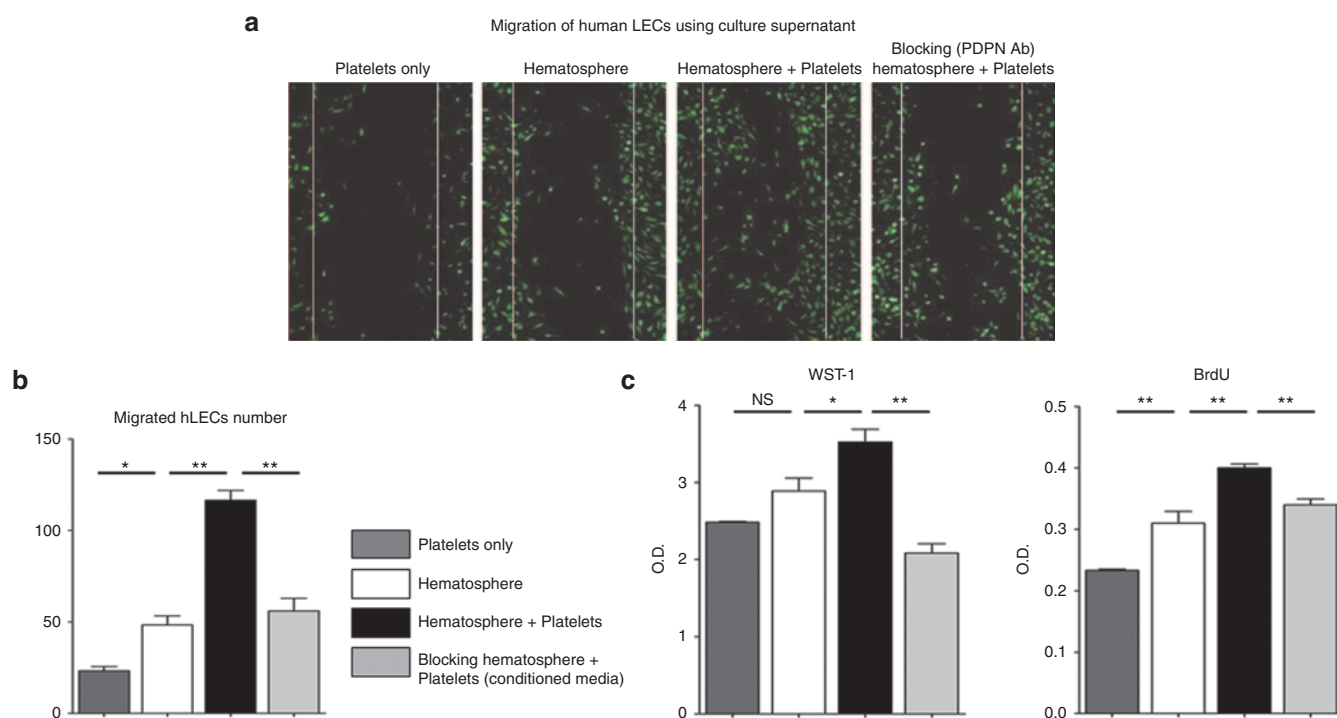 a
Migration of human LECs using culture supernatant
Platelets only
Hematosphere
Hematosphere + Platelets
Blocking (PDPN Ab)
hematosphere + Platelets
b
Migrated hLECs number
150
100
50
0
*
**
**
Platelets only
Hematosphere
Hematosphere + Platelets
Blocking hematosphere +
Platelets (conditioned media)
c
WST-1
O.D.
4
3
2
1
0
NS
*
**
BrdU
O.D.
0.5
0.4
0.3
0.2
0.1
0.0
**
**
**